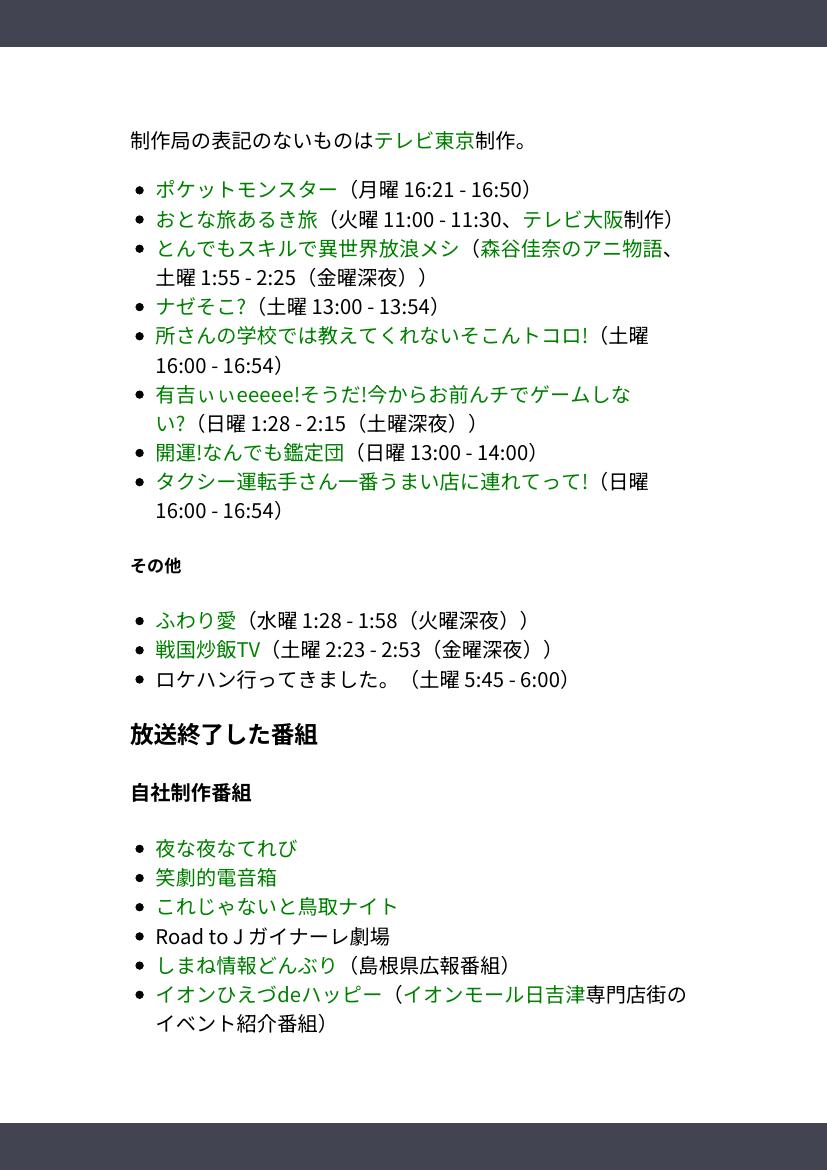 制作局の表記のないものはテレビ東京制作。
ポケットモンスター（月曜 16:21 - 16:50）
おとな旅あるき旅（火曜 11:00 - 11:30、テレビ大阪制作）
とんでもスキルで異世界放浪メシ（森谷佳奈のアニ物語、
土曜 1:55 - 2:25（金曜深夜））
ナゼそこ?（土曜 13:00 - 13:54）
所さんの学校では教えてくれないそこんトコロ!（土曜
16:00 - 16:54）
有吉ぃぃeeeee!そうだ!今からお前んチでゲームしな
い?（日曜 1:28 - 2:15（土曜深夜））
開運!なんでも鑑定団（日曜 13:00 - 14:00）
タクシー運転手さん一番うまい店に連れてって!（日曜
16:00 - 16:54）
その他
ふわり愛（水曜 1:28 - 1:58（火曜深夜））
戦国炒飯TV（土曜 2:23 - 2:53（金曜深夜））
ロケハン行ってきました。（土曜 5:45 - 6:00）
放送終了した番組
自社制作番組
夜な夜なてれび
笑劇的電音箱
これじゃないと鳥取ナイト
Road to J ガイナーレ劇場
しまね情報どんぶり（島根県広報番組）
イオンひえづdeハッピー（イオンモール日吉津専門店街の
イベント紹介番組）